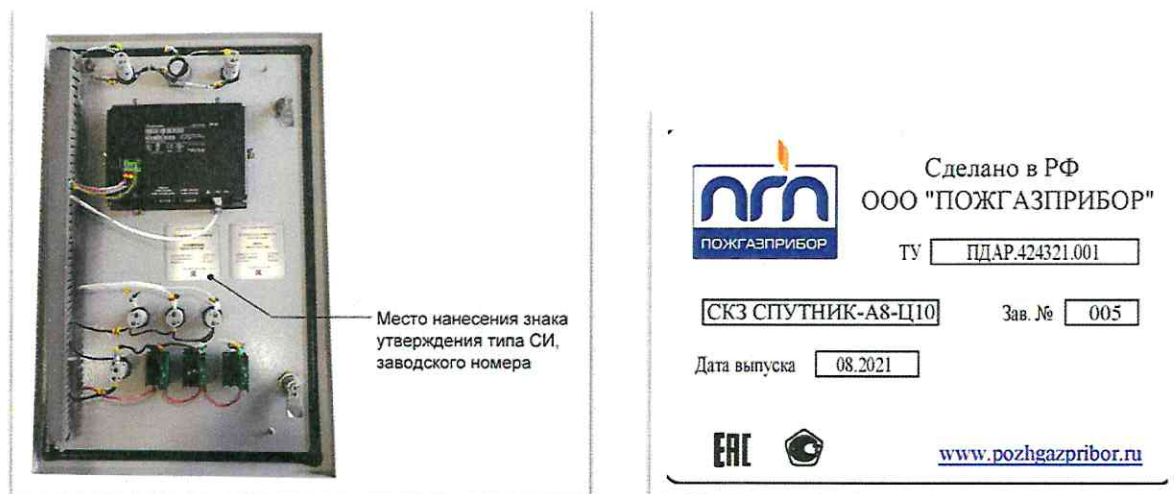 Место нанесения знака
утверждения типа СИ,
заводского номера
ПОЖГАЗПРИБОР
Сделано в РФ
ООО "ПОЖГАЗПРИБОР"
ТУ ПДАР.424321.001
СКЗ СПУТНИК-А8-Ц10 Зав. № 005
Дата выпуска 08.2021
ЕАС
www.pozhgazpribor.ru